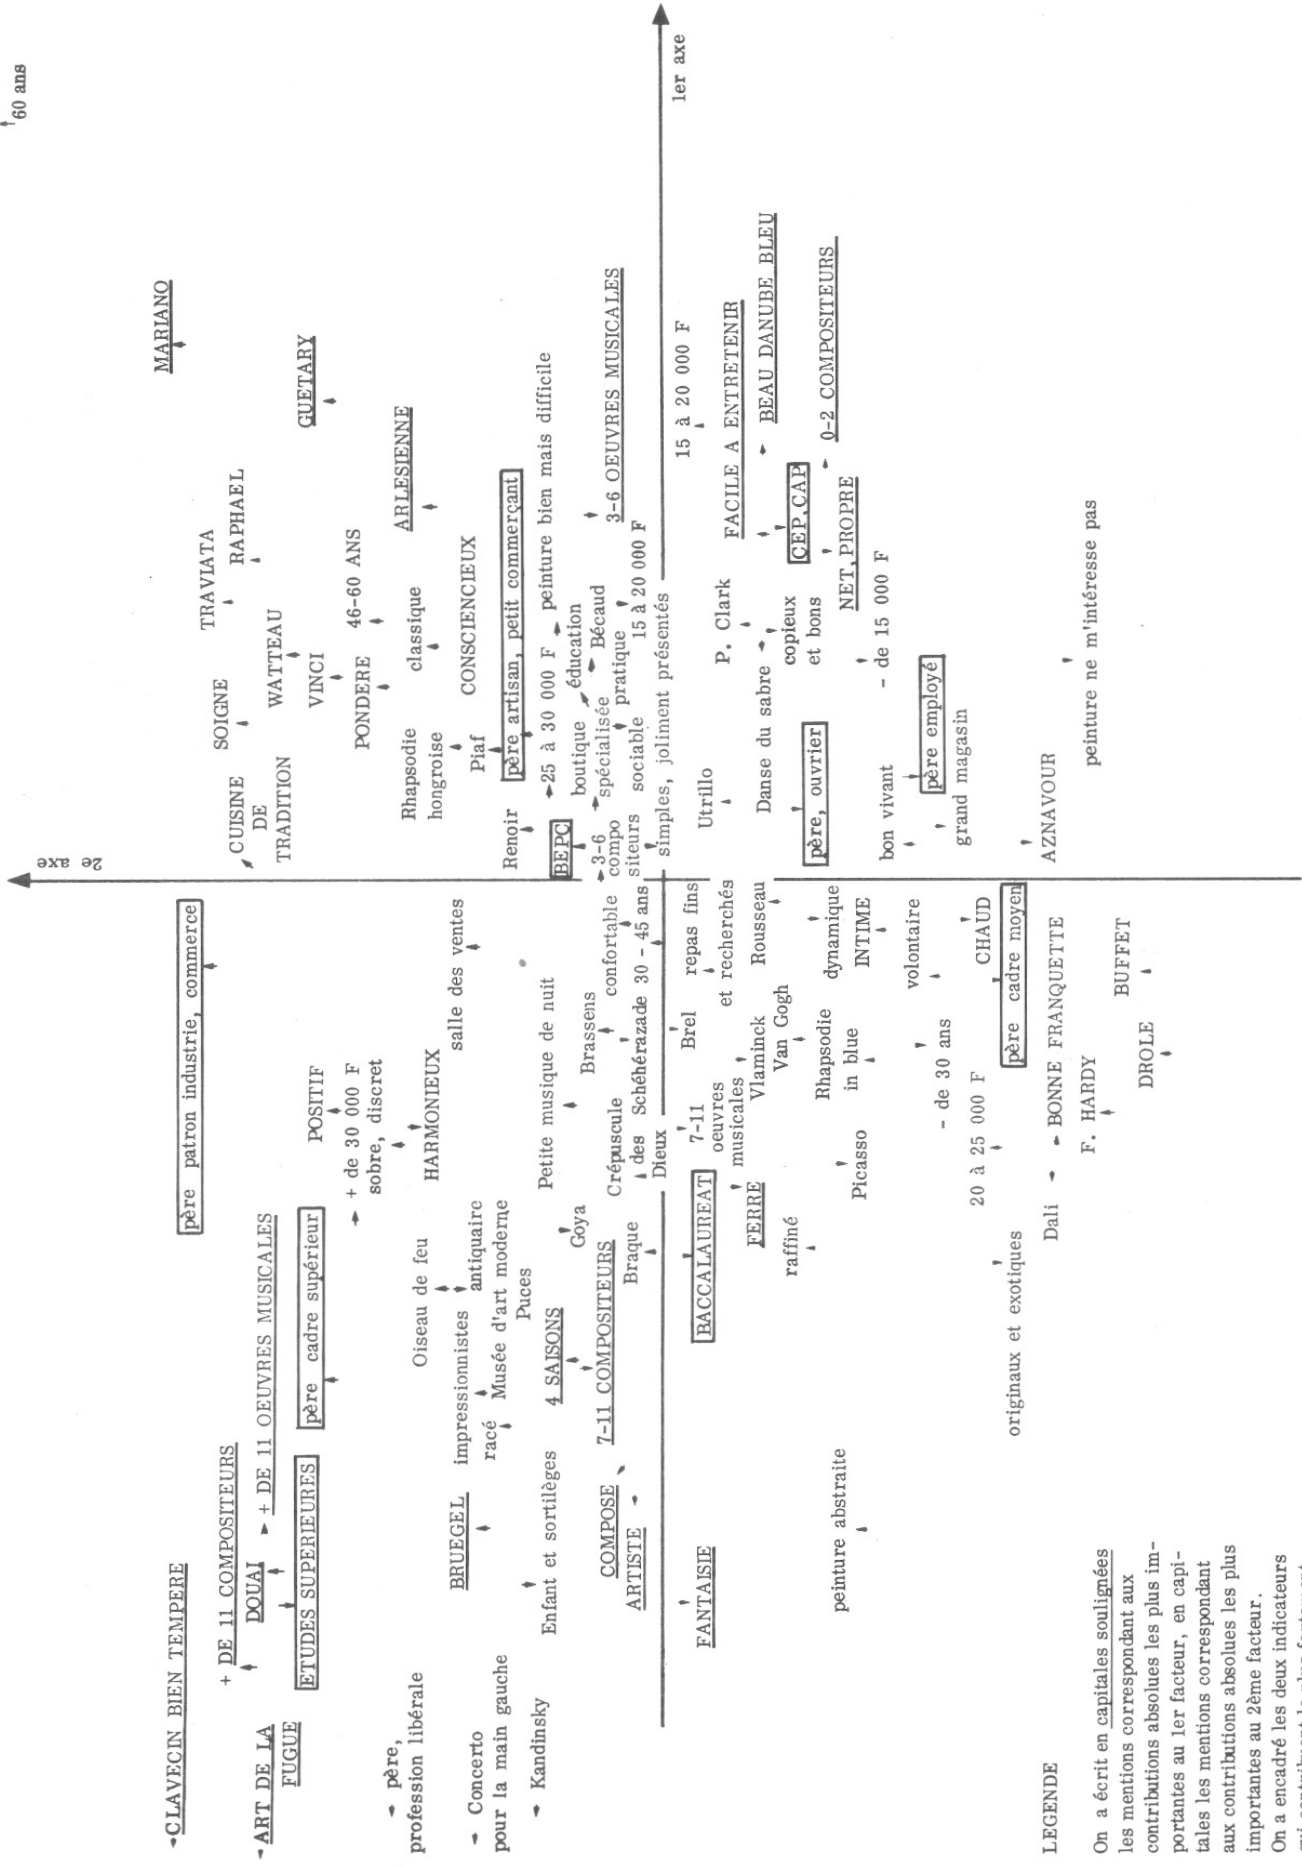 60 ans
1er axe
2e axe
MARIANO
GUETARY
TRAVIATA
RAPHAEL
ARLESIENNE
SOIGNE
WATTEAU
VINCI
46-60 ANS
PONDERE
classique
CONSCIENCIEUX
CUISINE
DE
TRADITION
Rhapsodie
hongroise
Piaf
père artisan, petit commerçant
Renoir
25 à 30 000 F
peinture bien mais difficile
BEPC
boutique
spécialisée
éducation
Bécaud
3-6 OEUVRES MUSICALES
3-6
compo
siteurs
sociable
pratique
15 à 20 000 F
simples, joliment présentés
père patron industrie, commerce
CLAVECIN BIEN TEMPERE
+ DE 11 COMPOSITEURS
DOUAI
+ DE 11 OEUVRES MUSICALES
ART DE LA
FUGUE
ETUDES SUPERIEURES
père cadre supérieur
POSITIF
+ de 30 000 F
sobre, discret
HARMONIEUX
salle des ventes
père,
profession libérale
Oiseau de feu
BRUEGEL
impressionnistes
antiquaire
racé
Musée d'art moderne
Puces
Concerto
pour la main gauche
Kandinsky
Enfant et sortilèges
4 SAISONS
Goya
Petite musique de nuit
Brassens
confortable
COMPOSE
ARTISTE
7-11 COMPOSITEURS
Braque
Crépuscule
des
Dieux
Schéhérazade
30 - 45 ans
15 à 20 000 F
FACILE A ENTRETENIR
BEAU DANUBE BLEU
0-2 COMPOSITEURS
CEP, CAP
NET, PROPRE
P. Clark
copieux
et bons
- de 15 000 F
Utrillo
Danse du sabre
père, ouvrier
père employé
bon vivant
grand magasin
AZNAVOUR
peinture ne m'intéresse pas
Brel
repas fins
et recherchés
Rousseau
7-11
oeuvres
musicales
Vlaminck
Van Gogh
dynamique
INTIME
BACCALAUREAT
FERRE
raffiné
Rhapsodie
in blue
Picasso
volontaire
CHAUD
- de 30 ans
père cadre moyen
20 à 25 000 F
FANTAISIE
peinture abstraite
originaux et exotiques
Dali
BONNE FRANQUETTE
F. HARDY
BUFFET
DROLE
LEGENDE
On a écrit en capitales soulignées
les mentions correspondant aux
contributions absolues les plus im-
portantes au 1er facteur, en capi-
tales les mentions correspondant
aux contributions absolues les plus
importantes au 2ème facteur.
On a encadré les deux indicateurs